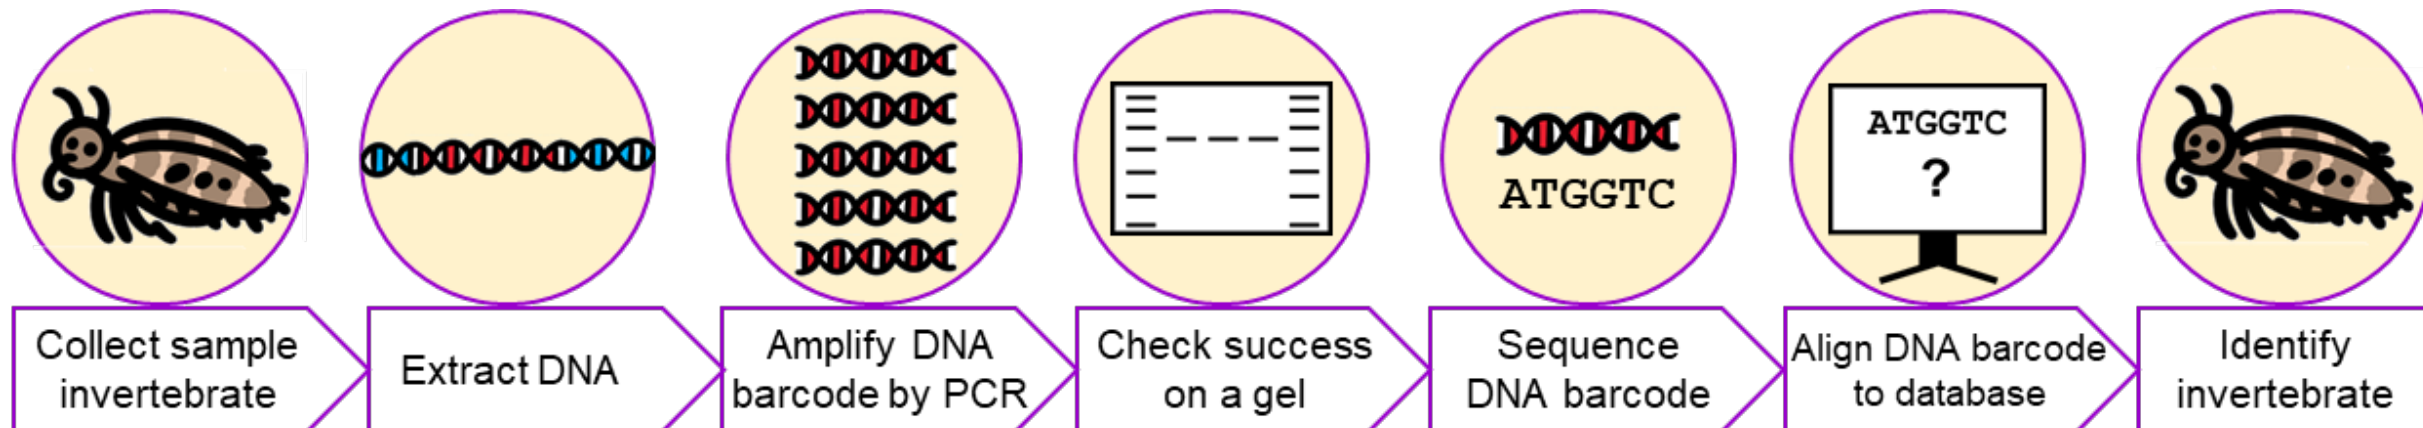 ATGGTC
ATGGTC
?
Collect sample
invertebrate
Extract DNA
Amplify DNA
barcode by PCR
Check success
on a gel
Sequence
DNA barcode
Align DNA barcode
to database
Identify
invertebrate